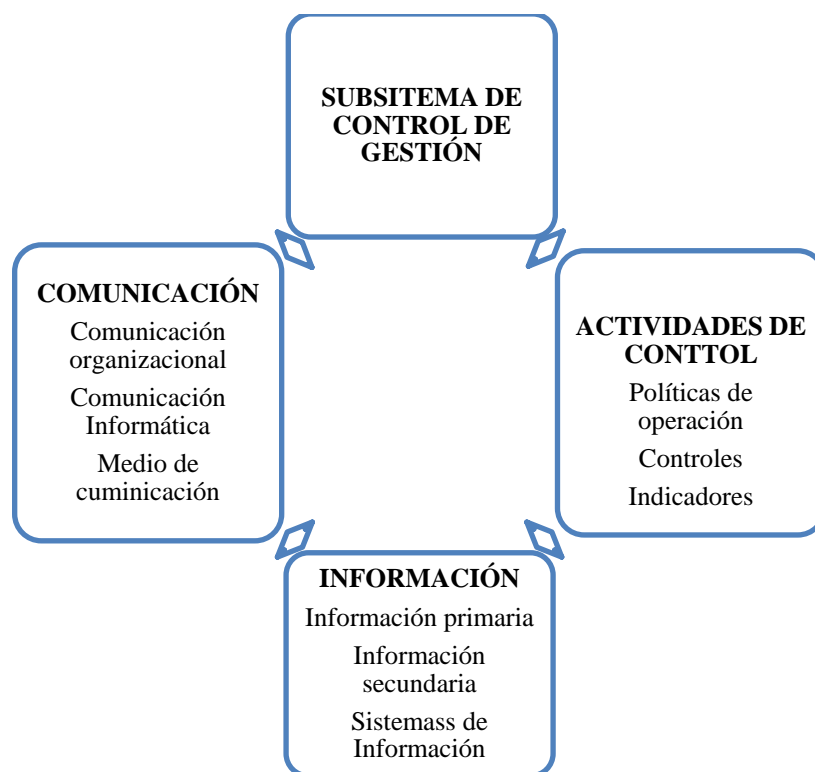 SUBSITEMA DE
CONTROL DE
GESTIÓN
COMUNICACIÓN
Comunicación
organizacional
Comunicación
Informática
Medio de
cuminicación
ACTIVIDADES DE
CONTTOL
Políticas de
operación
Controles
Indicadores
INFORMACIÓN
Información primaria
Información
secundaria
Sistemass de
Información